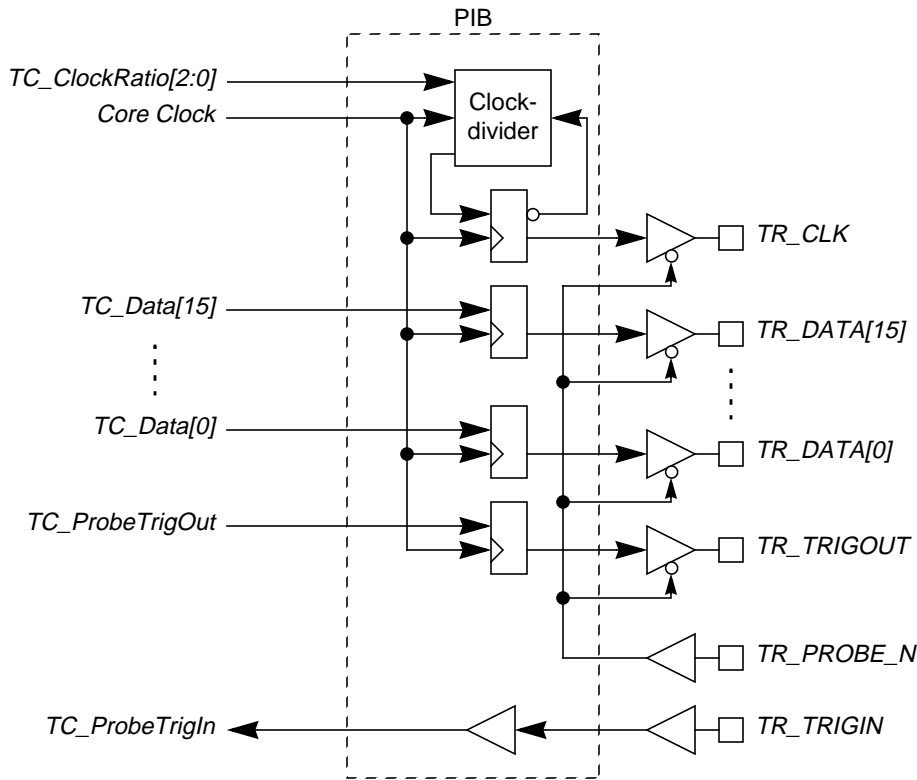 PIB
TC_ClockRatio[2:0]
Core Clock
Clock-
divider
TR_CLK
TC_Data[15]
TR_DATA[15]
TC_Data[0]
TR_DATA[0]
TC_ProbeTrigOut
TR_TRIGOUT
TR_PROBE_N
TC_ProbeTrigIn
TR_TRIGIN